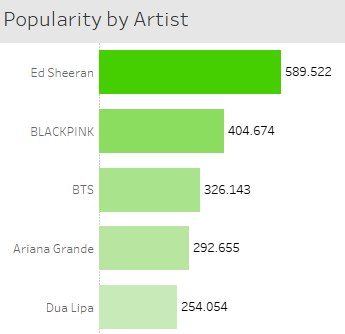 Popularity by Artist
Ed Sheeran 589.522
BLACKPINK 404.674
BTS 326.143
Ariana Grande 292.655
Dua Lipa 254.054